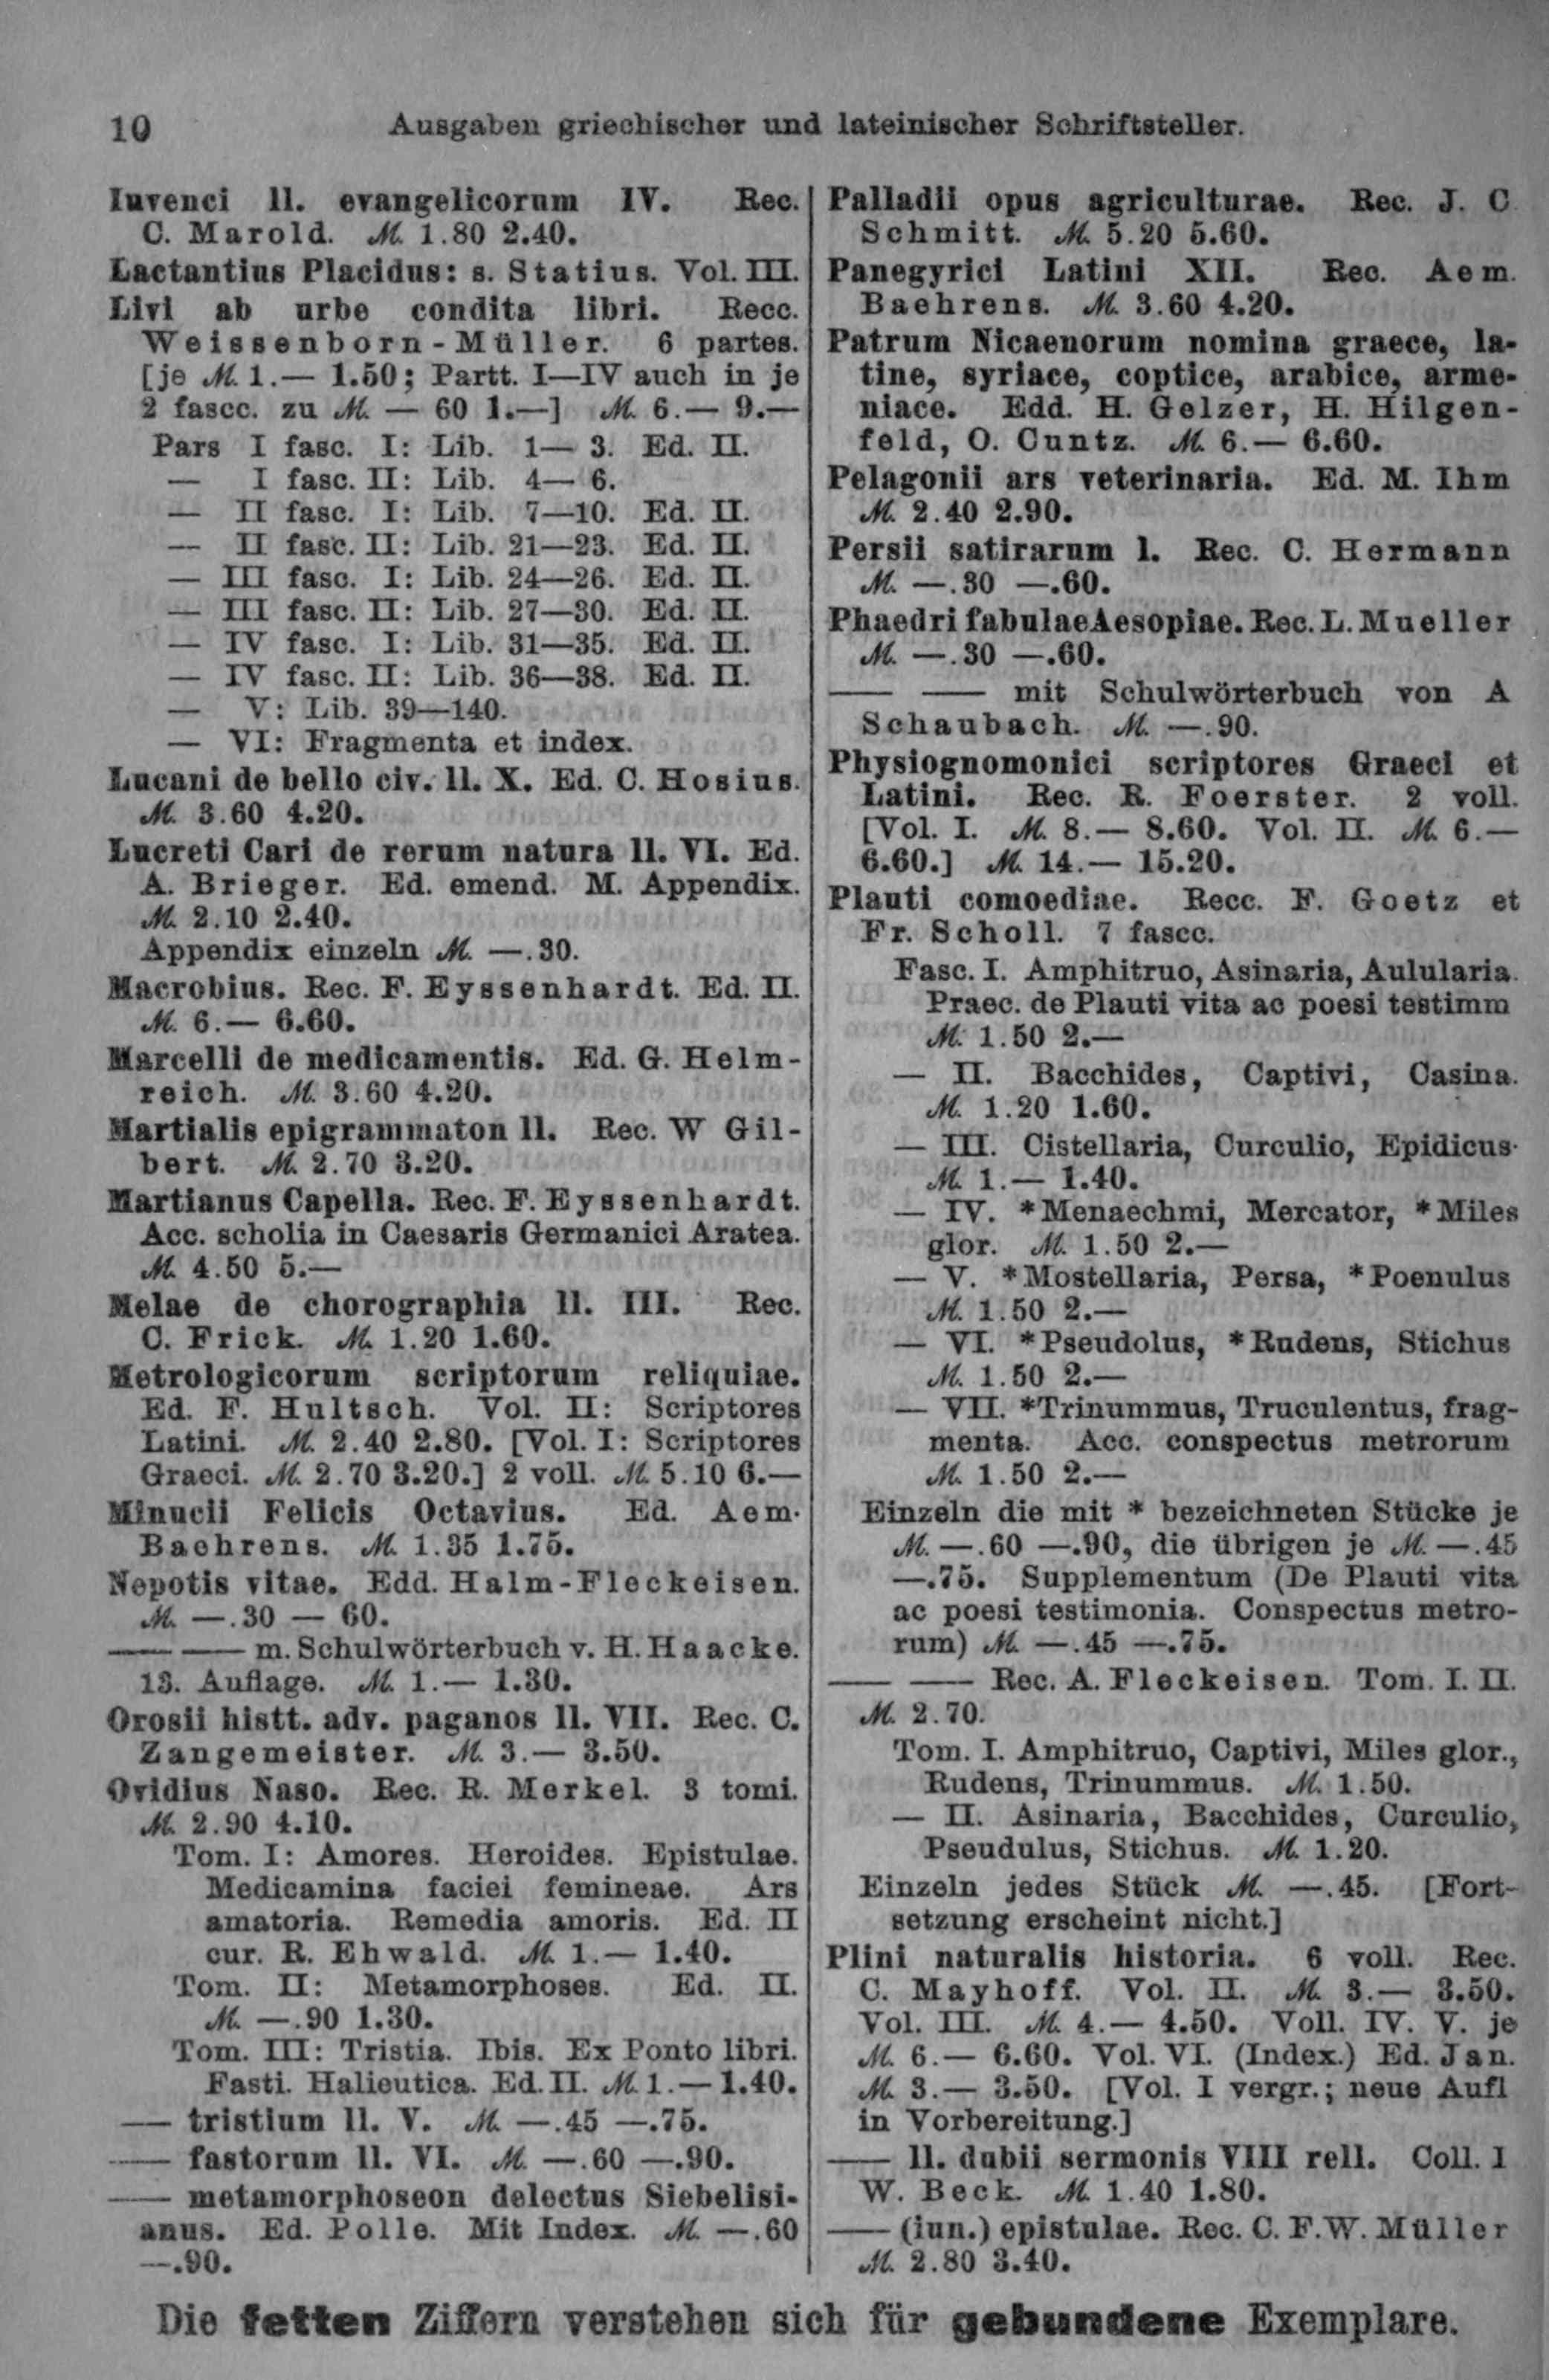 10
Ausgaben griechischer und lateinischer Schriftsteller.
Iuvenci ll. evangelicorum IV. Rec.
C. Marold. M. 1.80 2.40.
Lactantius Placidus: s. Statius. Vol. III.
Livi ab urbe condita libri. Recc.
Weissenborn-Müller. 6 partes.
[je M. 1.— 1.50; Partt. I—IV auch in je
2 fascc. zu M. — 60 1.—] M. 6.— 9.—
Pars I fasc. I: Lib. 1— 3. Ed. II.
— I fasc. II: Lib. 4— 6.
— II fasc. I: Lib. 7—10. Ed. II.
— II fasc. II: Lib. 21—23. Ed. II.
— III fasc. I: Lib. 24—26. Ed. II.
— III fasc. II: Lib. 27—30. Ed. II.
— IV fasc. I: Lib. 31—35. Ed. II.
— IV fasc. II: Lib. 36—38. Ed. II.
— V: Lib. 39—140.
— VI: Fragmenta et index.
Lucani de bello civ. ll. X. Ed. C. Hosius.
M. 3.60 4.20.
Lucreti Cari de rerum natura ll. VI. Ed.
A. Brieger. Ed. emend. M. Appendix.
M. 2.10 2.40.
Appendix einzeln M. —.30.
Macrobius. Rec. F. Eyssenhardt. Ed. II.
M. 6.— 6.60.
Marcelli de medicamentis. Ed. G. Helm-
reich. M. 3.60 4.20.
Martialis epigrammaton ll. Rec. W Gil-
bert. M. 2.70 3.20.
Martianus Capella. Rec. F. Eyssenhardt.
Acc. scholia in Caesaris Germanici Aratea.
M. 4.50 5.—
Melae de chorographia ll. III. Rec.
C. Frick. M. 1.20 1.60.
Metrologicorum scriptorum reliquiae.
Ed. F. Hultsch. Vol. II: Scriptores
Latini. M. 2.40 2.80. [Vol. I: Scriptores
Graeci. M. 2.70 3.20.] 2 voll. M. 5.10 6.—
Minucii Felicis Octavius. Ed. Aem.
Baehrens. M. 1.35 1.75.
Nepotis vitae. Edd. Halm-Fleckeisen.
M. —.30 — 60.
— — m. Schulwörterbuch v. H. Haacke.
13. Auflage. M. 1.— 1.30.
Orosii histt. adv. paganos ll. VII. Rec. C.
Zangemeister. M. 3.— 3.50.
Ovidius Naso. Rec. R. Merkel. 3 tomi.
M. 2.90 4.10.
Tom. I: Amores. Heroides. Epistulae.
Medicamina faciei femineae. Ars
amatoria. Remedia amoris. Ed. II
cur. R. Ehwald. M. 1.— 1.40.
Tom. II: Metamorphoses. Ed. II.
M. —.90 1.30.
Tom. III: Tristia. Ibis. Ex Ponto libri.
Fasti. Halieutica. Ed. II. M. 1.— 1.40.
— tristium ll. V. M. —.45 —.75.
— fastorum ll. VI. M. —.60 —.90.
— metamorphoseon delectus Siebelisi-
anus. Ed. Polle. Mit Index. M. —.60
—.90.
Palladii opus agriculturae. Rec. J. C
Schmitt. M. 5.20 5.60.
Panegyrici Latini XII. Rec. Aem.
Baehrens. M. 3.60 4.20.
Patrum Nicaenorum nomina graece, la-
tine, syriace, coptice, arabice, arme-
niace. Edd. H. Gelzer, H. Hilgen-
feld, O. Cuntz. M. 6.— 6.60.
Pelagonii ars veterinaria. Ed. M. Ihm
M. 2.40 2.90.
Persii satirarum l. Rec. C. Hermann
M. —.30 —.60.
Phaedri fabulae Aesopiae. Rec. L. Mueller
M. —.30 —.60.
— — mit Schulwörterbuch von A
Schaubach. M. —.90.
Physiognomonici scriptores Graeci et
Latini. Rec. R. Foerster. 2 voll.
[Vol. I. M. 8.— 8.60. Vol. II. M. 6.—
6.60.] M. 14.— 15.20.
Plauti comoediae. Recc. F. Goetz et
Fr. Scholl. 7 fascc.
Fasc. I. Amphitruo, Asinaria, Aulularia.
Praec. de Plauti vita ac poesi testimm
M. 1.50 2.—
— II. Bacchides, Captivi, Casina.
M. 1.20 1.60.
— III. Cistellaria, Curculio, Epidicus.
M. 1.— 1.40.
— IV. *Menaechmi, Mercator, *Miles
glor. M. 1.50 2.—
— V. *Mostellaria, Persa, *Poenulus
M. 1.50 2.—
— VI. *Pseudolus, *Rudens, Stichus
M. 1.50 2.—
— VII. *Trinummus, Truculentus, frag-
menta. Acc. conspectus metrorum
M. 1.50 2.—
Einzeln die mit * bezeichneten Stücke je
M. —.60 —.90, die übrigen je M. —.45
—.75. Supplementum (De Plauti vita
ac poesi testimonia. Conspectus metro-
rum) M. —.45 —.75.
— — Rec. A. Fleckeisen. Tom. I. II.
M. 2.70.
Tom. I. Amphitruo, Captivi, Miles glor.,
Rudens, Trinummus. M. 1.50.
— II. Asinaria, Bacchides, Curculio,
Pseudulus, Stichus. M. 1.20.
Einzeln jedes Stück M. —.45. [Fort-
setzung erscheint nicht.]
Plini naturalis historia. 6 voll. Rec.
C. Mayhoff. Vol. II. M. 3.— 3.50.
Vol. III. M. 4.— 4.50. Voll. IV. V. je
M. 6.— 6.60. Vol. VI. (Index.) Ed. Jan.
M. 3.— 3.50. [Vol. I vergr.; neue Aufl
in Vorbereitung.]
— ll. dubii sermonis VIII rell. Coll. I
W. Beck. M. 1.40 1.80.
— (iun.) epistulae. Rec. C. F. W. Müller
M. 2.80 3.40.
Die fetten Ziffern verstehen sich für gebundene Exemplare.